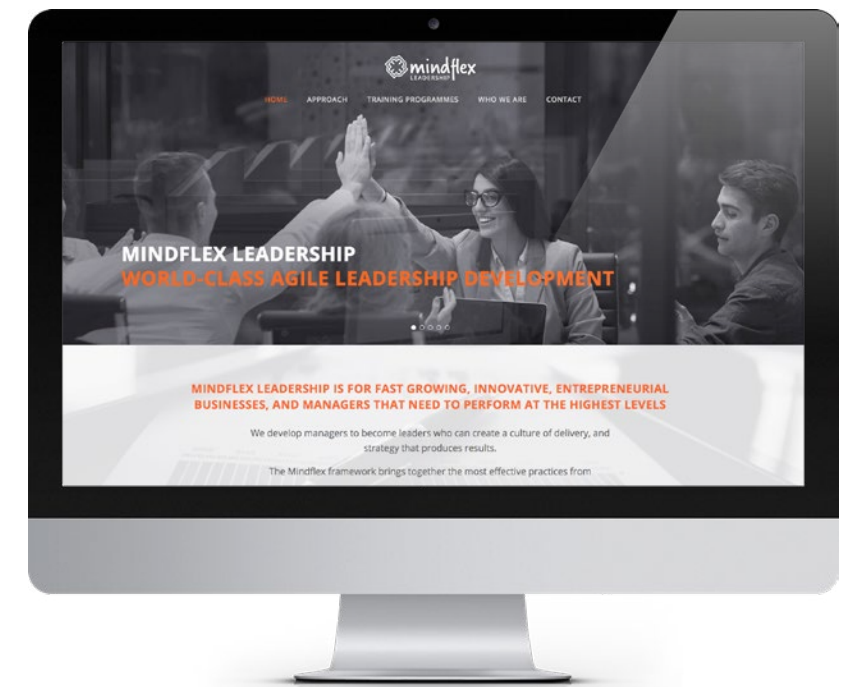 mindflex
LEADERSHIP
HOME APPROACH TRAINING PROGRAMMES WHO WE ARE CONTACT
MINDFLEX LEADERSHIP
WORLD-CLASS AGILE LEADERSHIP DEVELOPMENT
MINDFLEX LEADERSHIP IS FOR FAST GROWING, INNOVATIVE, ENTREPRENEURIAL
BUSINESSES, AND MANAGERS THAT NEED TO PERFORM AT THE HIGHEST LEVELS
We develop managers to become leaders who can create a culture of delivery, and
strategy that produces results.
The Mindflex framework brings together the most effective practices from